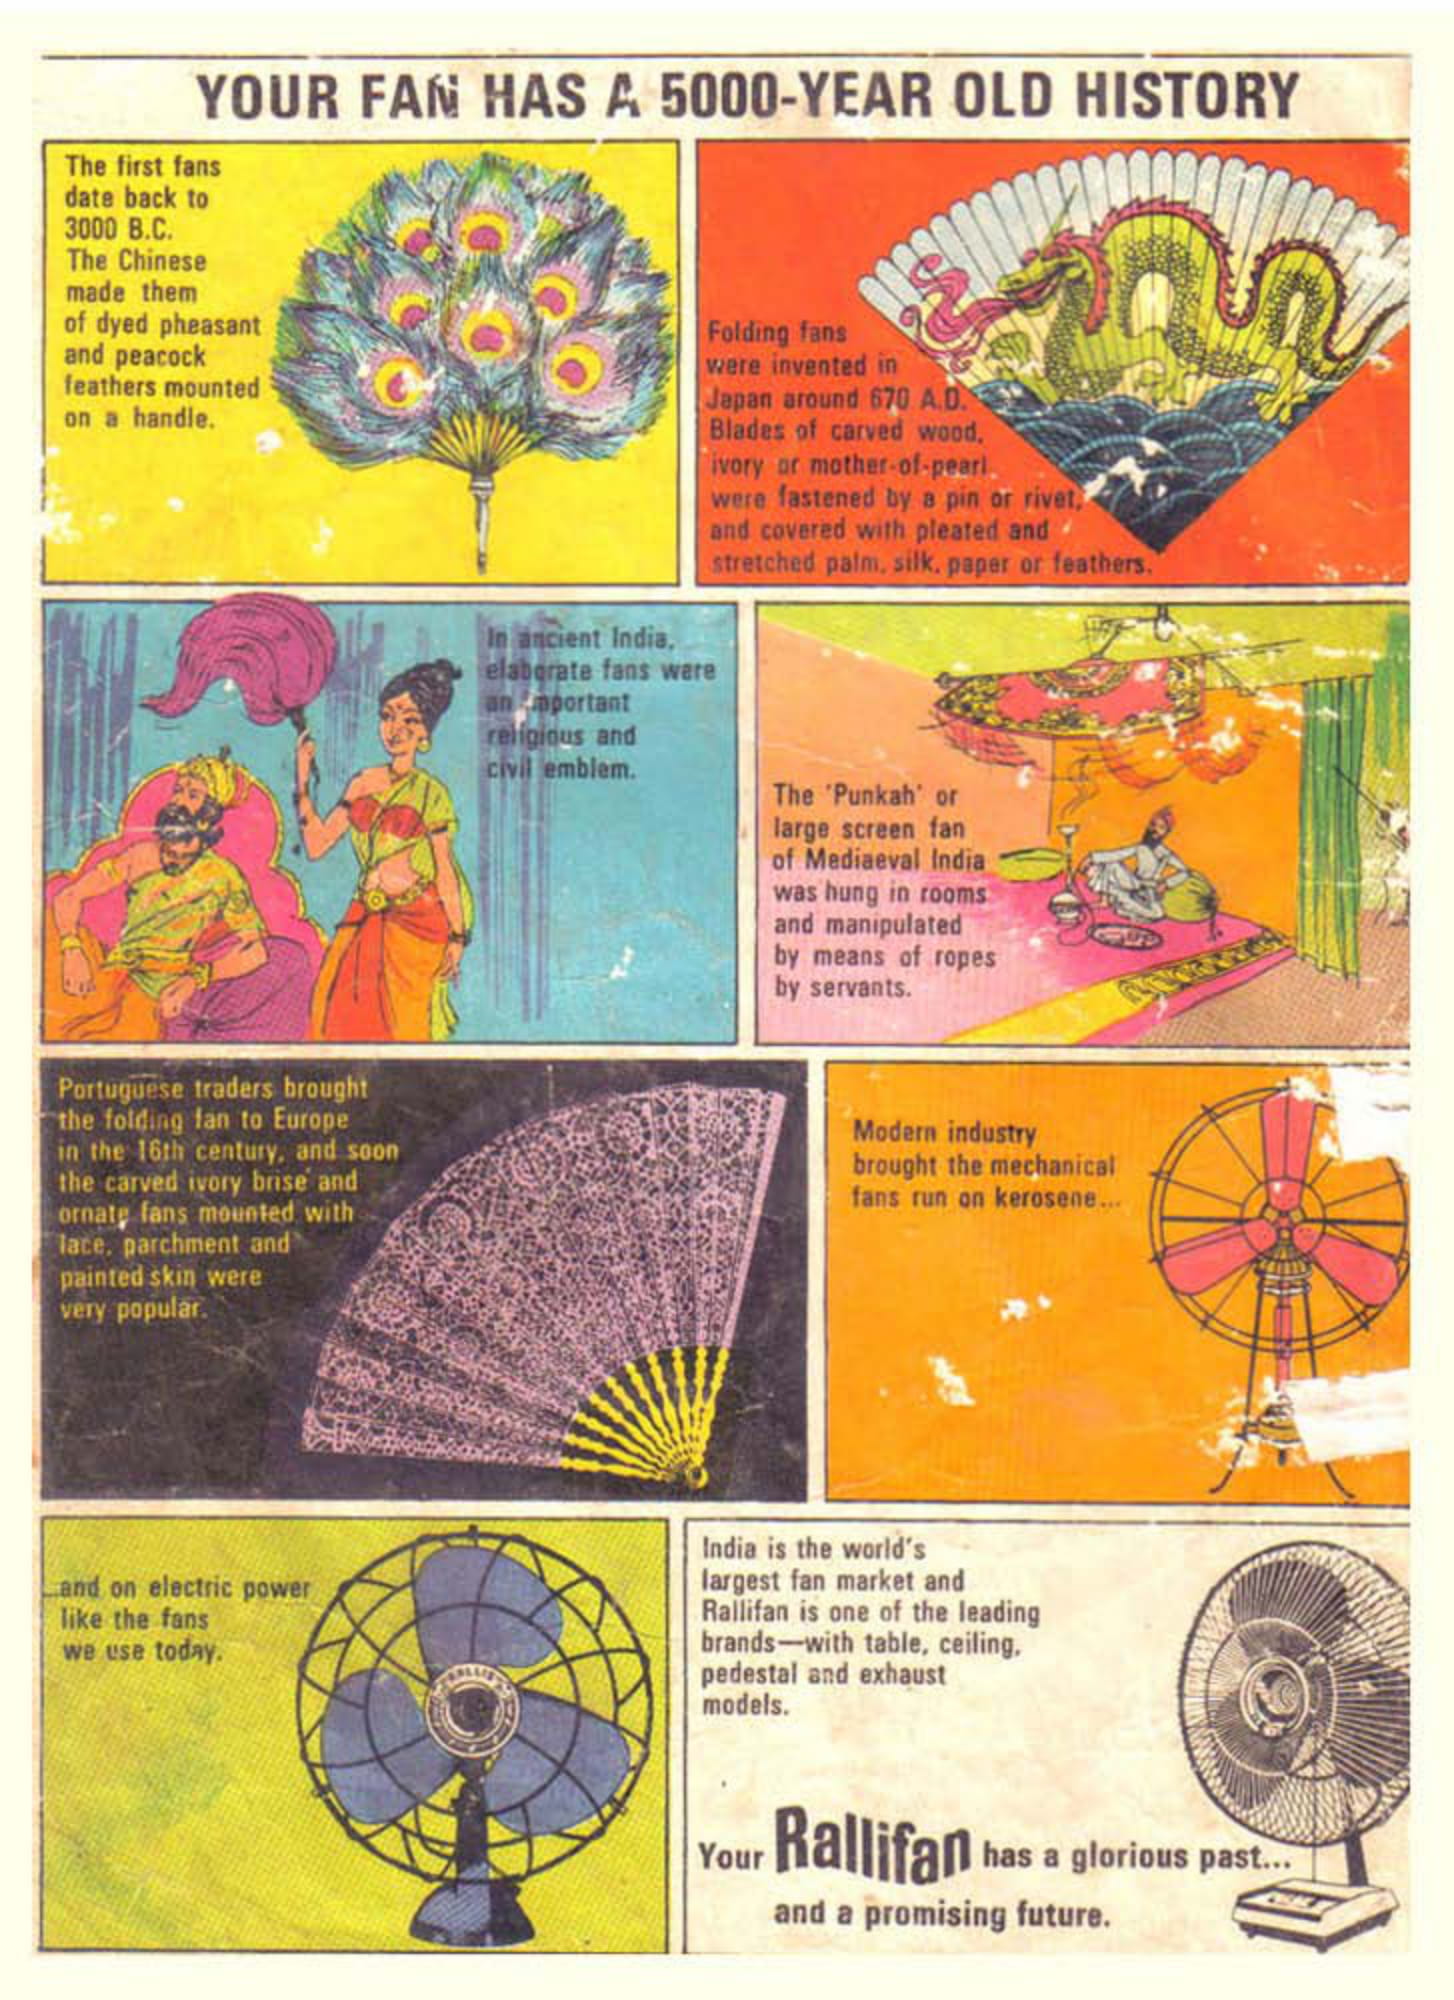 YOUR FAN HAS A 5000-YEAR OLD HISTORY
The first fans
date back to
3000 B.C.
The Chinese
made them
of dyed pheasant
and peacock
feathers mounted
on a handle.
Folding fans
were invented in
Japan around 670 A.D.
Blades of carved wood,
ivory or mother-of-pearl
were fastened by a pin or rivet,
and covered with pleated and
stretched palm, silk, paper or feathers.
In ancient India,
elaborate fans were
an important
religious and
civil emblem.
The 'Punkah' or
large screen fan
of Mediaeval India
was hung in rooms
and manipulated
by means of ropes
by servants.
Portuguese traders brought
the folding fan to Europe
in the 16th century, and soon
the carved ivory brise and
ornate fans mounted with
lace, parchment and
painted skin were
very popular.
Modern industry
brought the mechanical
fans run on kerosene...
...and on electric power
like the fans
we use today.
RALLIS
India is the world's
largest fan market and
Rallifan is one of the leading
brands—with table, ceiling,
pedestal and exhaust
models.
Your Rallifan has a glorious past...
and a promising future.